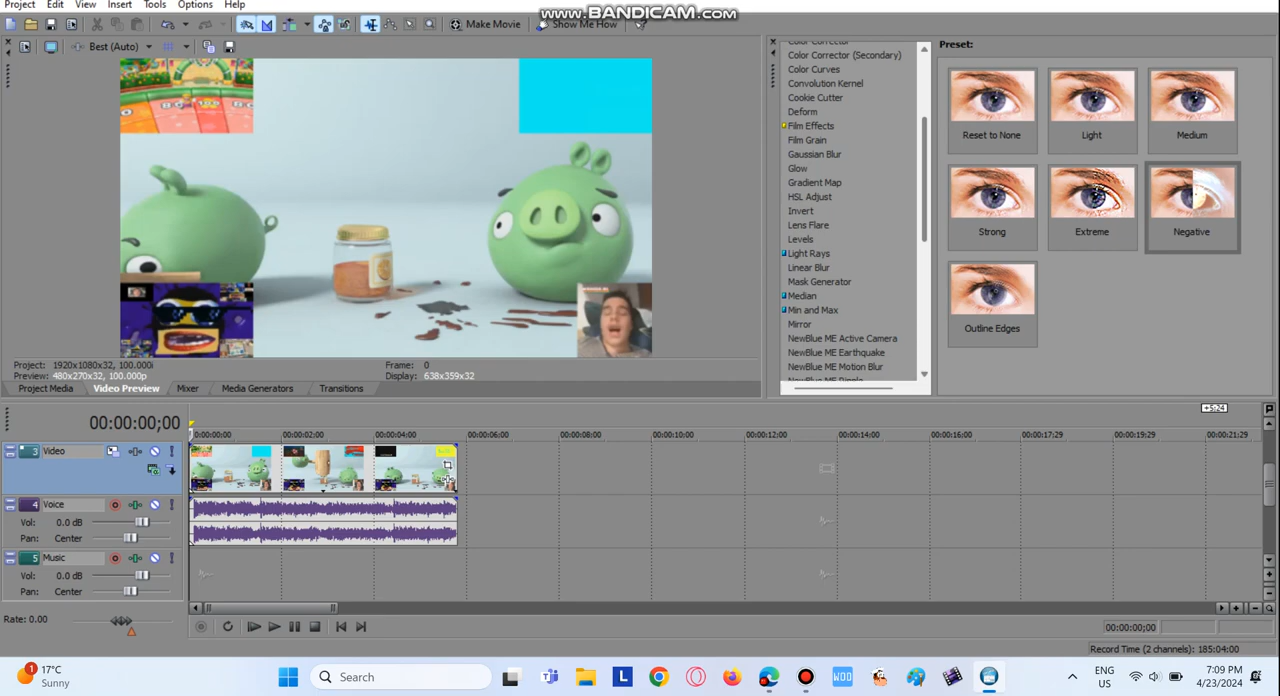 Project Edit View Insert Tools Options Help
www.BANDICAM.com
Make Movie Show Me How
Best (Auto)
Preset:
Color Corrector (Secondary)
Color Curves
Convolution Kernel
Cookie Cutter
Deform
Film Effects
Film Grain
Gaussian Blur
Glow
Gradient Map
HSL Adjust
Invert
Lens Flare
Levels
Light Rays
Linear Blur
Mask Generator
Median
Min and Max
Mirror
NewBlue ME Active Camera
NewBlue ME Earthquake
NewBlue ME Motion Blur
Reset to None Light Medium
Strong Extreme Negative
Outline Edges
Project: 1920x1080x32, 100.000i Frame: 0
Preview: 480x270x32, 100.000p Display: 638x359x32
Project Media Video Preview Mixer Media Generators Transitions
+5:24
00:00:00;00
0:00:00:00 00:00:02;00 00:00:04;00 00:00:06;00 00:00:08;00 00:00:10;00 00:00:12;00 00:00:14;00 00:00:16;00 00:00:17;29 00:00:19;29 00:00:21;29
3 Video
4 Voice
Vol: 0.0 dB
Pan: Center
5 Music
Vol: 0.0 dB
Pan: Center
Rate: 0.00
00:00:00;00
Record Time (2 channels): 185:04:00
1 17°C
Sunny
Search
L
WOD
ENG
US
7:09 PM
4/23/2024